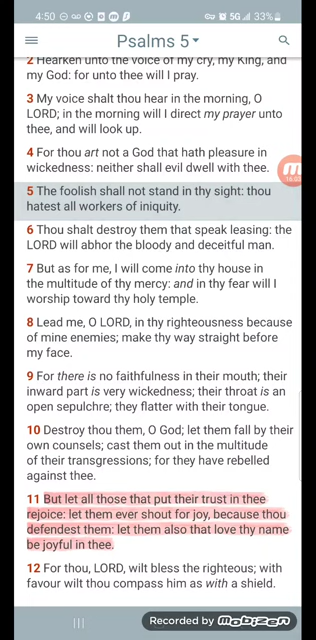 4:50 5G 33%
Psalms 5
2 Hearken unto the voice of my cry, my King, and
my God: for unto thee will I pray.
3 My voice shalt thou hear in the morning, O
LORD; in the morning will I direct my prayer unto
thee, and will look up.
4 For thou art not a God that hath pleasure in
wickedness: neither shall evil dwell with thee.
5 The foolish shall not stand in thy sight: thou
hatest all workers of iniquity.
6 Thou shalt destroy them that speak leasing: the
LORD will abhor the bloody and deceitful man.
7 But as for me, I will come into thy house in
the multitude of thy mercy: and in thy fear will I
worship toward thy holy temple.
8 Lead me, O LORD, in thy righteousness because
of mine enemies; make thy way straight before
my face.
9 For there is no faithfulness in their mouth; their
inward part is very wickedness; their throat is an
open sepulchre; they flatter with their tongue.
10 Destroy thou them, O God; let them fall by their
own counsels; cast them out in the multitude
of their transgressions; for they have rebelled
against thee.
11 But let all those that put their trust in thee
rejoice: let them ever shout for joy, because thou
defendest them: let them also that love thy name
be joyful in thee.
12 For thou, LORD, wilt bless the righteous; with
favour wilt thou compass him as with a shield.
Recorded by mobizen